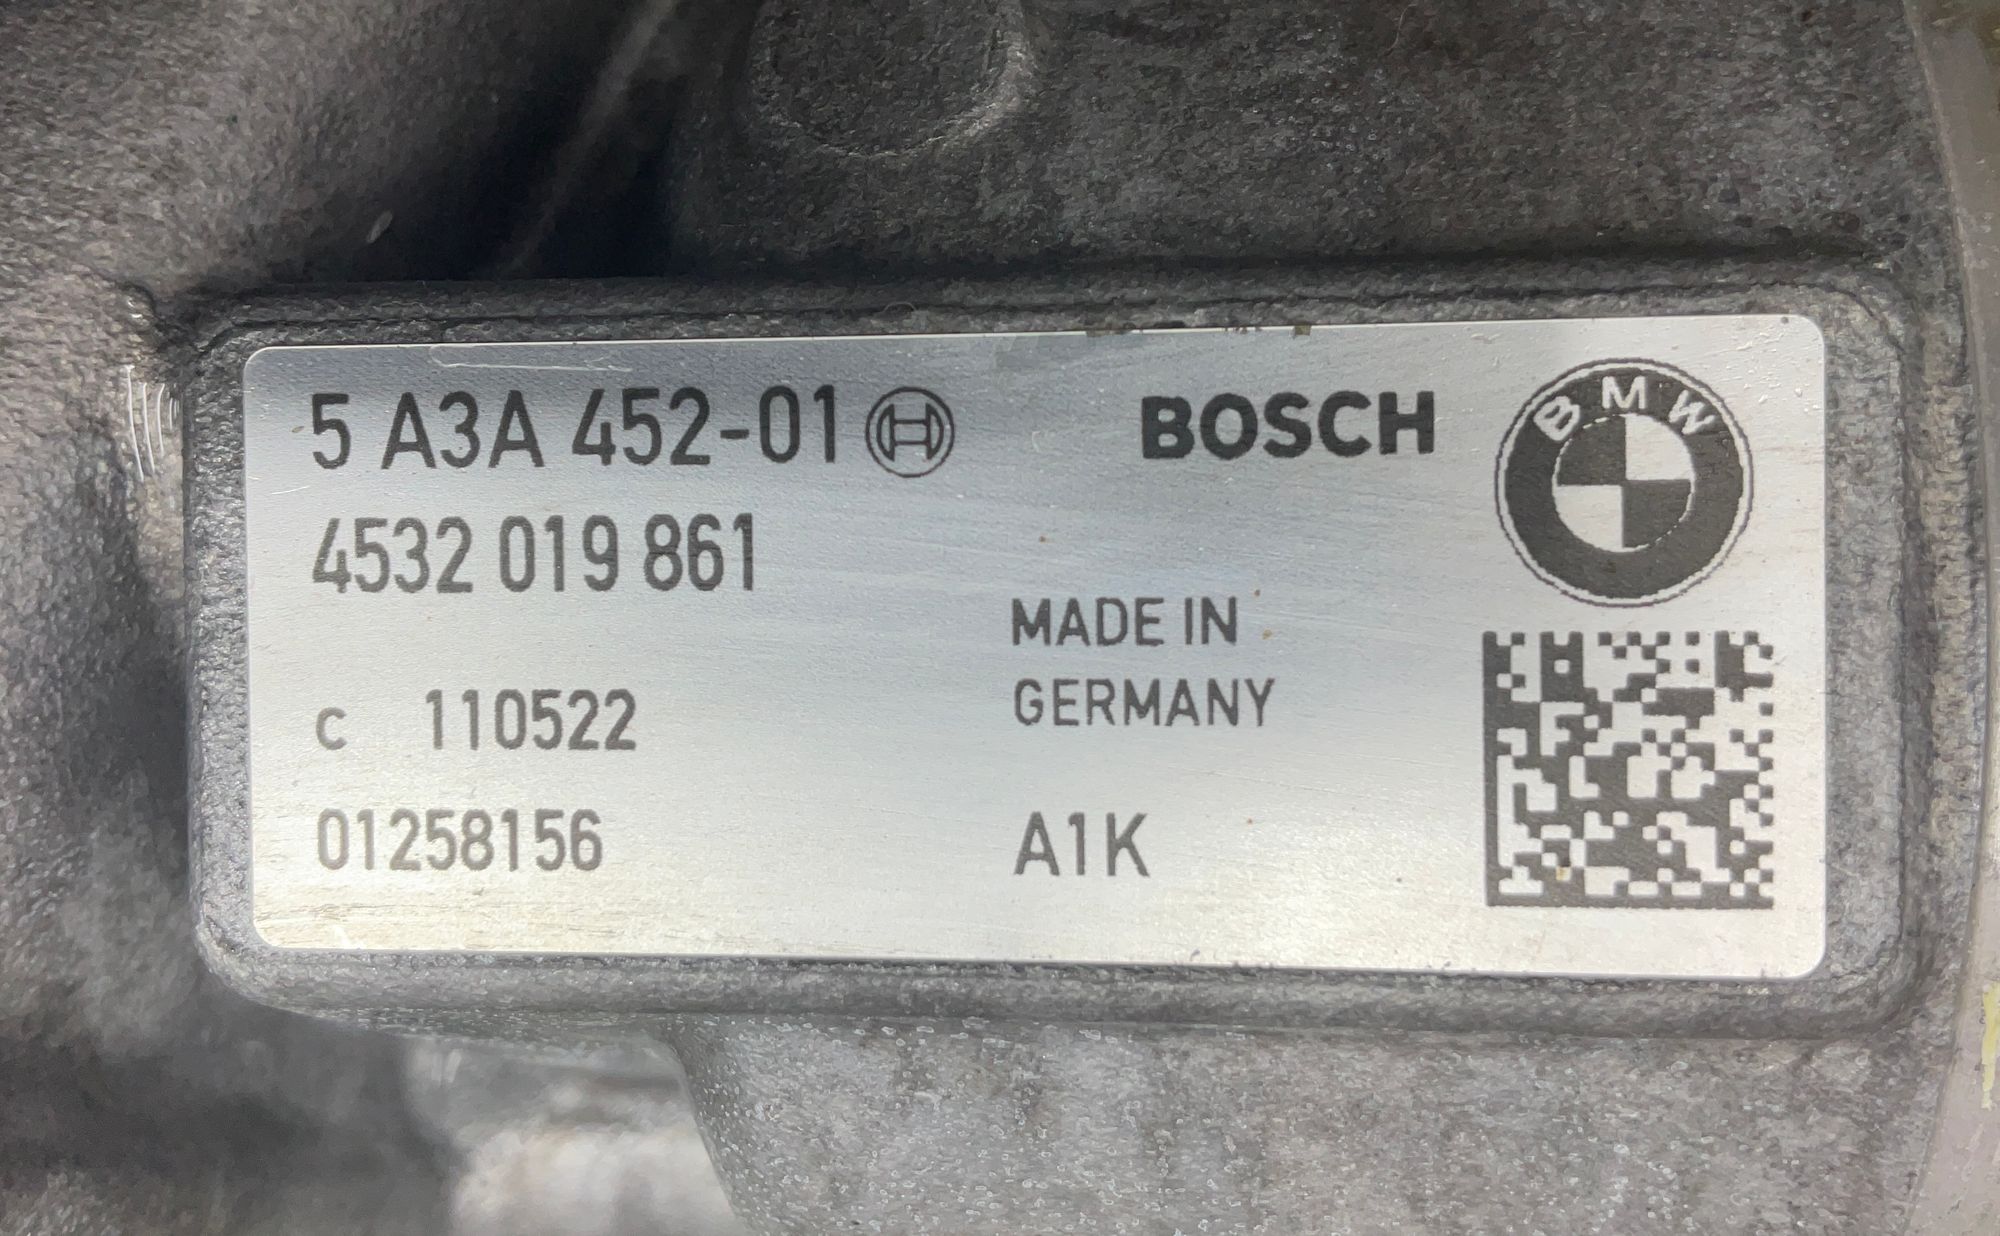 5 A3A 452-01
BOSCH
BMW
4532 019 861
MADE IN
GERMANY
c 110522
01258156
A1K